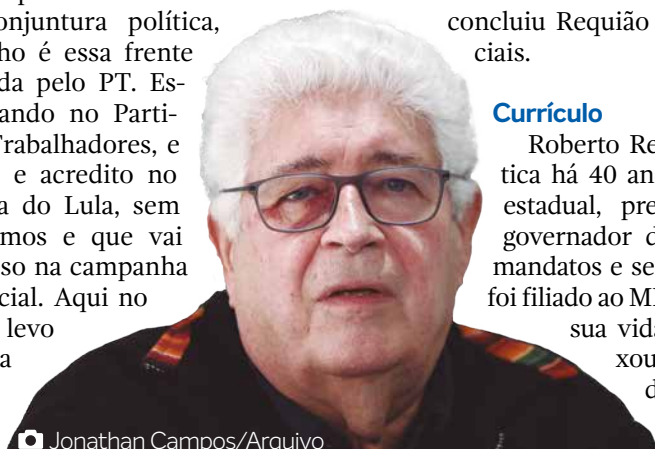 onjuntura política,
ho é essa frente
da pelo PT. Es-
ando no Parti-
Trabalhadores, e
e acredito no
a do Lula, sem
mos e que vai
so na campanha
cial. Aqui no
levo
a
Jonathan Campos/Arquivo
concluiu Requião
ciais.
Currículo
Roberto Re
tica há 40 an
estadual, pre
governador d
mandatos e se
foi filiado ao M
sua vid
xou
d